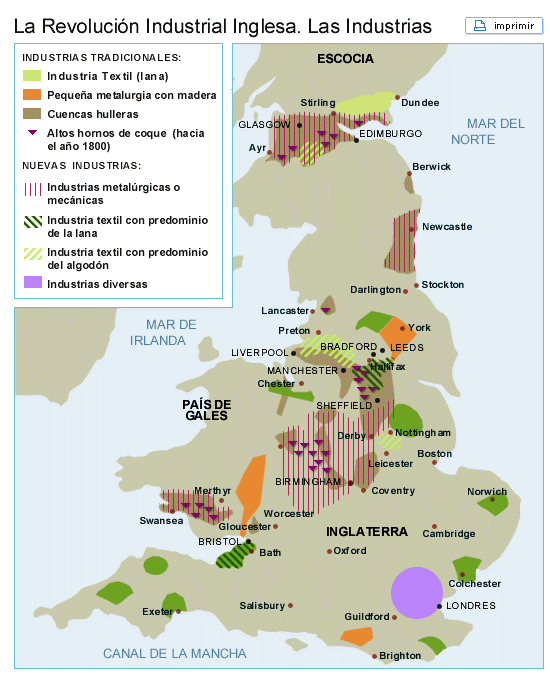 La Revolución Industrial Inglesa. Las Industrias
imprimir
INDUSTRIAS TRADICIONALES:
Industria Textil (lana)
Pequeña metalurgia con madera
Cuencas hulleras
Altos hornos de coque (hacia
el año 1800)
NUEVAS INDUSTRIAS:
Industrias metalúrgicas o
mecánicas
Industria textil con predominio
de la lana
Industria textil con predominio
del algodón
Industrias diversas
ESCOCIA
Stirling
Dundee
GLASGOW
EDIMBURGO
MAR DEL
NORTE
Ayr
Berwick
Newcastle
Darlington
Stockton
Lancaster
MAR DE
IRLANDA
Preton
York
LIVERPOOL
BRADFORD
LEEDS
MANCHESTER
Halifax
Chester
PAÍS DE
GALES
SHEFFIELD
Derby
Nottingham
Leicester
Boston
BIRMINGHAM
Coventry
Norwich
Merthyr
Swansea
Worcester
Gloucester
INGLATERRA
Cambridge
BRISTOL
Bath
Oxford
Colchester
Exeter
Salisbury
LONDRES
Guildford
CANAL DE LA MANCHA
Brighton